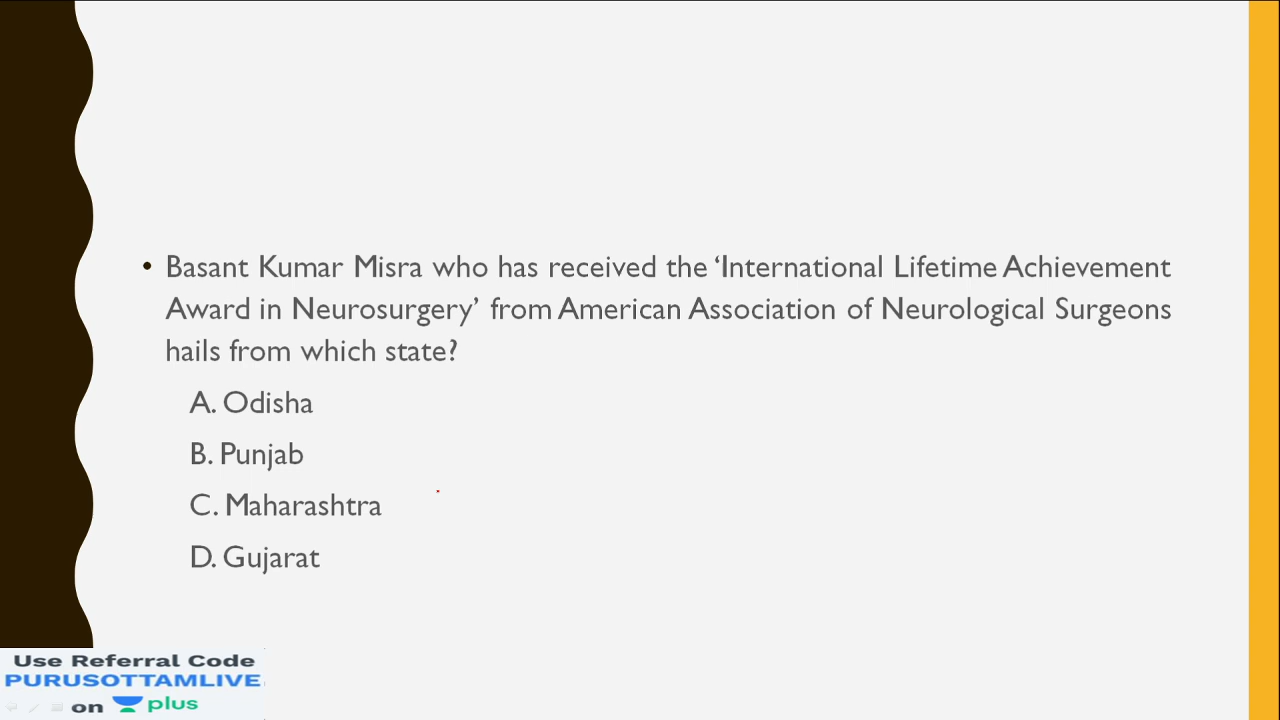 • Basant Kumar Misra who has received the ‘International Lifetime Achievement
Award in Neurosurgery’ from American Association of Neurological Surgeons
hails from which state?
A. Odisha
B. Punjab
C. Maharashtra
D. Gujarat
Use Referral Code
PURUSOTTAMLIVE
on plus